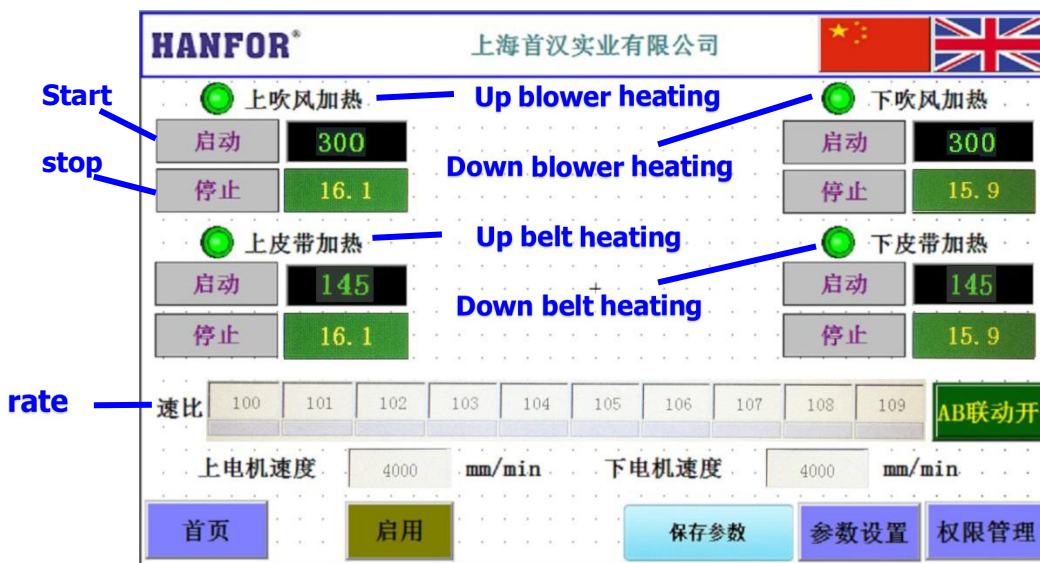 HANFOR® 上海首汉实业有限公司
Start 上吹风加热 Up blower heating 下吹风加热
启动 300 启动 300
stop Down blower heating
停止 16.1 停止 15.9
上皮带加热 Up belt heating 下皮带加热
启动 145 启动 145
Down belt heating
停止 16.1 停止 15.9
rate 速比 100 101 102 103 104 105 106 107 108 109 AB联动开
上电机速度 4000 mm/min 下电机速度 4000 mm/min
首页 启用 保存参数 参数设置 权限管理